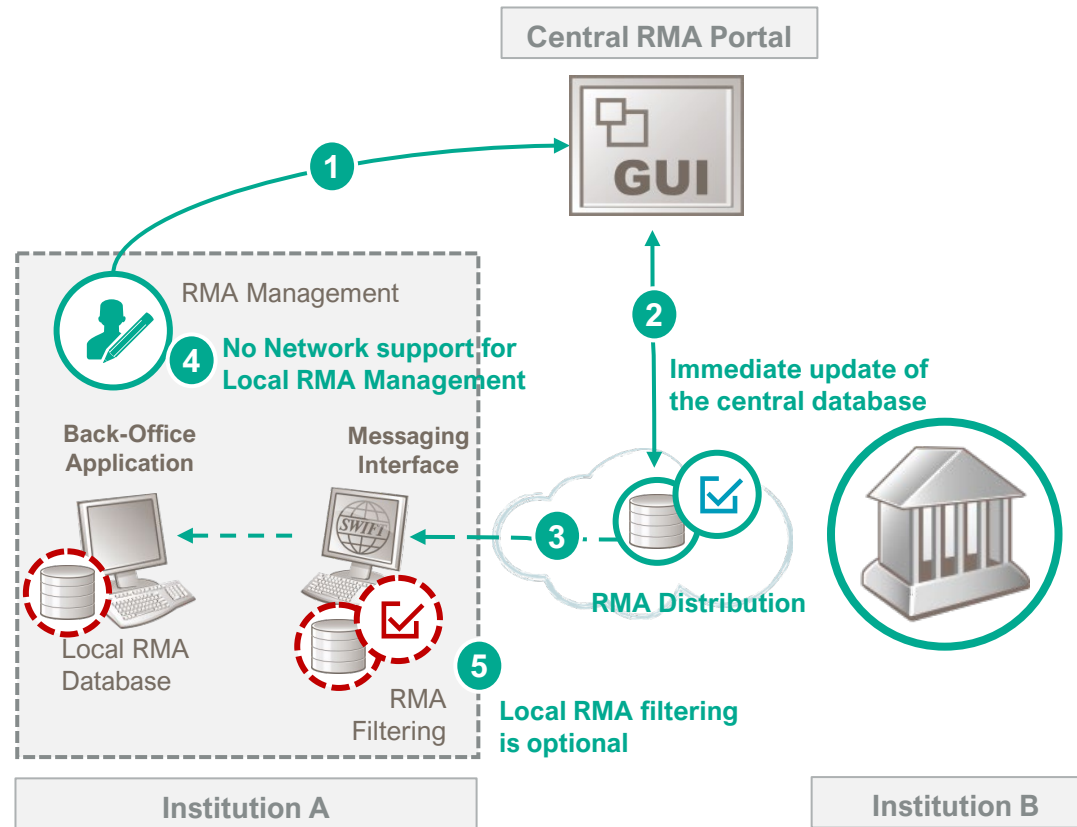 Central RMA Portal
GUI
1
RMA Management
2
4
No Network support for
Local RMA Management
Immediate update of
the central database
Back-Office
Application
Messaging
Interface
SWIFT
3
RMA Distribution
Local RMA
Database
5
RMA
Filtering
Local RMA filtering
is optional
Institution A
Institution B